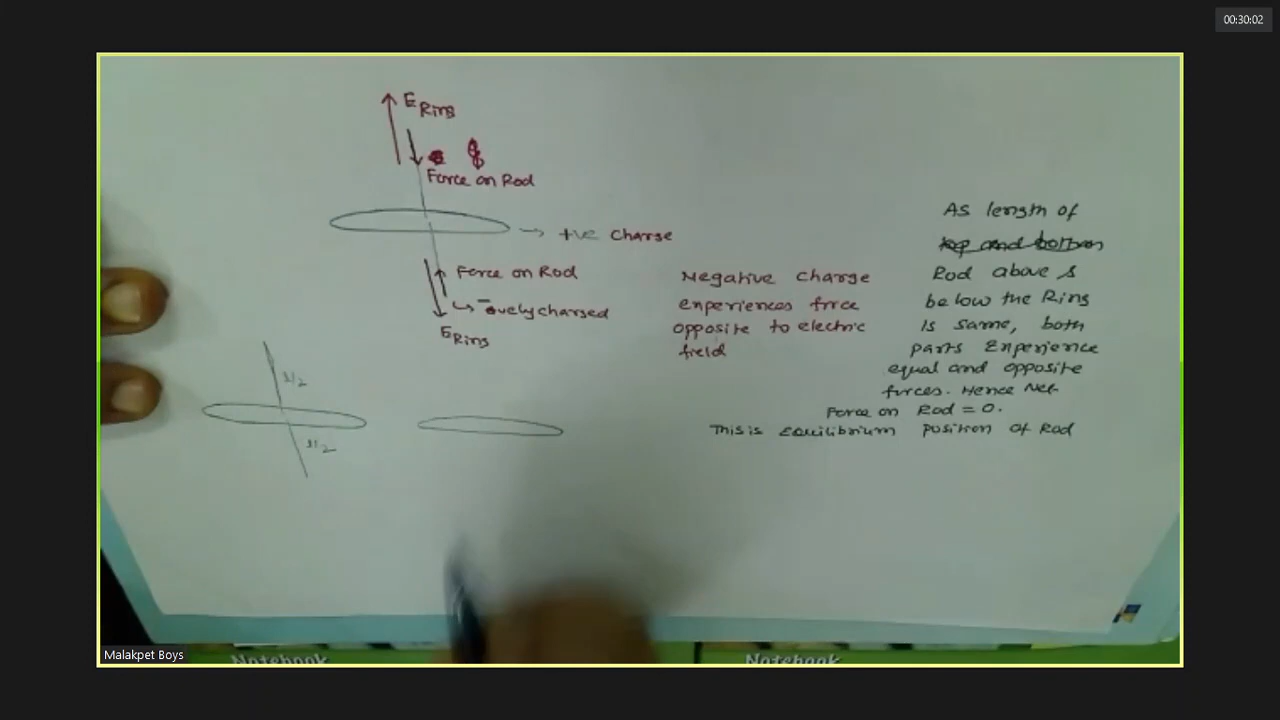 00:30:02
E Ring
Force on Rod
→ +ve Charge
Force on Rod
↳ -vely charged
E Ring
Negative Charge
experiences force
opposite to electric
field
As length of
top and bottom
Rod above &
below the Ring
is same, both
parts Experience
equal and opposite
forces. Hence Net
Force on Rod = 0.
This is Equilibrium position of Rod
l/2
l/2
Malakpet Boys
Notebook
Notebook